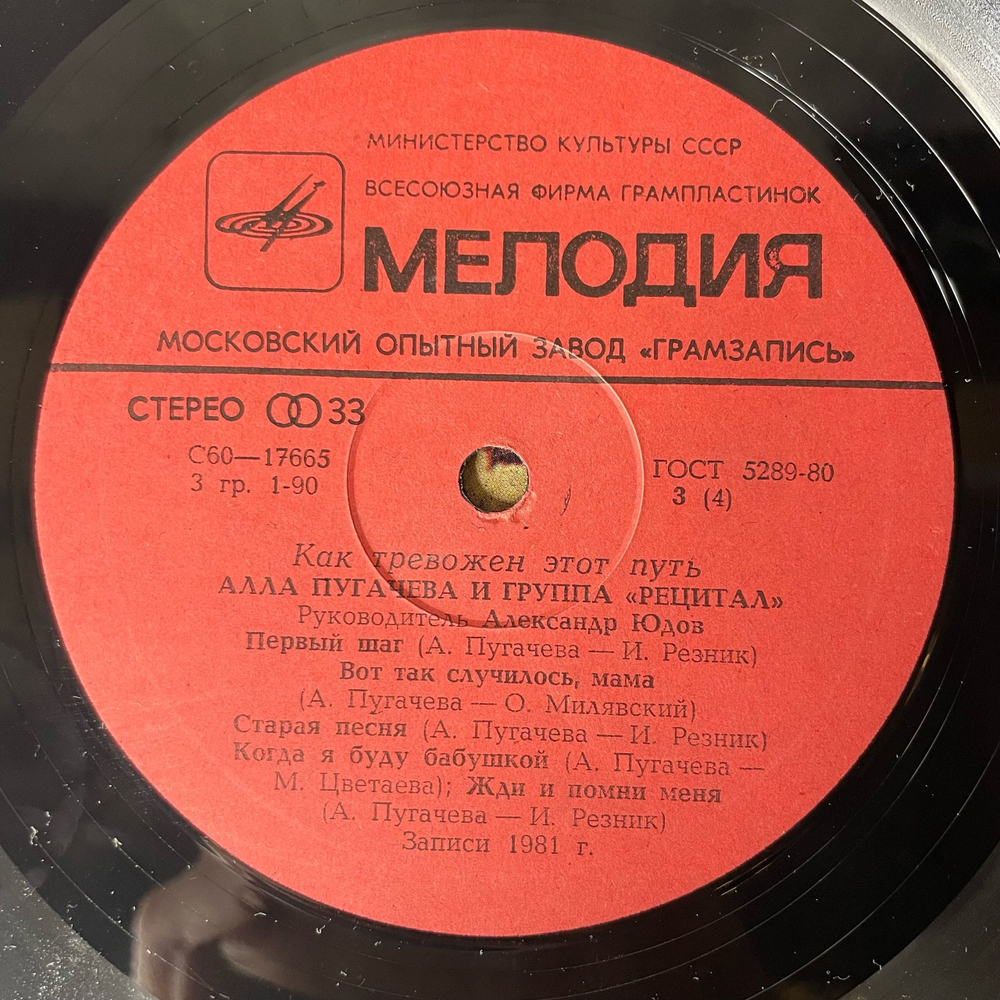 МИНИСТЕРСТВО КУЛЬТУРЫ СССР
ВСЕСОЮЗНАЯ ФИРМА ГРАМПЛАСТИНОК
МЕЛОДИЯ
МОСКОВСКИЙ ОПЫТНЫЙ ЗАВОД «ГРАМЗАПИСЬ»
СТЕРЕО 33
С60—17665
3 гр. 1-90
ГОСТ 5289-80
3 (4)
Как тревожен этот путь
АЛЛА ПУГАЧЕВА И ГРУППА «РЕЦИТАЛ»
Руководитель Александр Юдов
Первый шаг (А. Пугачева — И. Резник)
Вот так случилось, мама
(А. Пугачева — О. Милявский)
Старая песня (А. Пугачева — И. Резник)
Когда я буду бабушкой (А. Пугачева —
М. Цветаева); Жди и помни меня
(А. Пугачева — И. Резник)
Записи 1981 г.